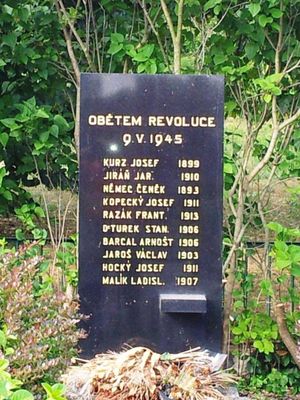 OBĚTEM REVOLUCE
9.V.1945
KURZ JOSEF 1899
JIRÁŇ JAR. 1910
NĚMEC ČENĚK 1893
KOPECKÝ JOSEF 1911
RAZÁK FRANT. 1913
DrTUREK STAN. 1906
BARCAL ARNOŠT 1906
JAROŠ VÁCLAV 1903
HOCKÝ JOSEF 1911
MALÍK LADISL. 1907